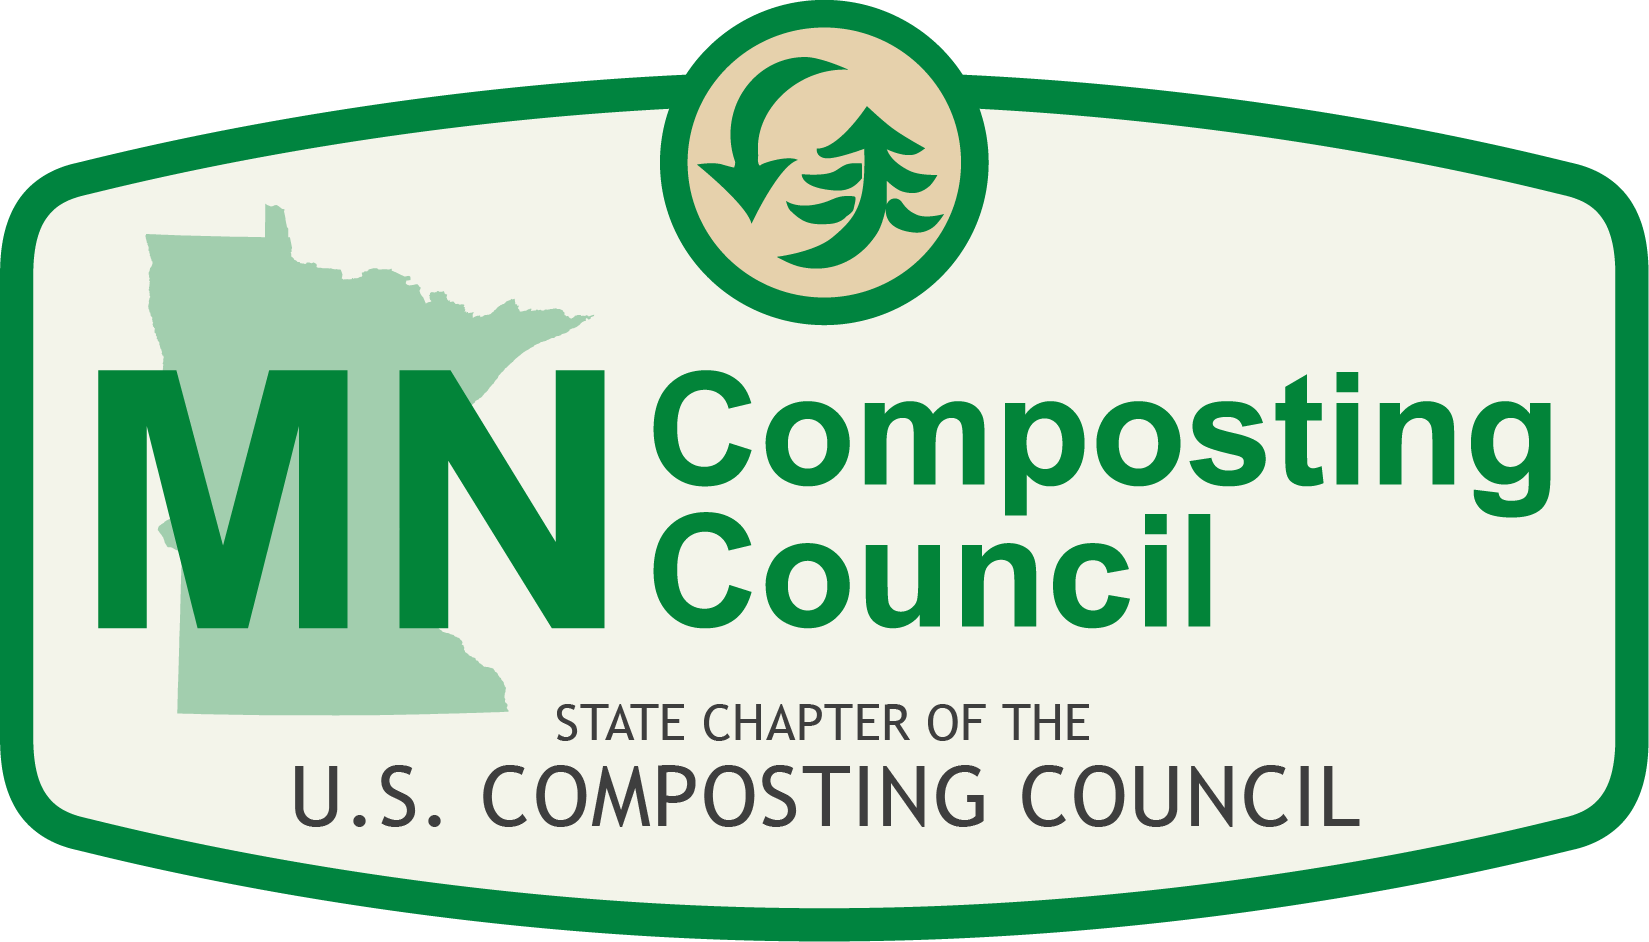 MN Composting
Council
STATE CHAPTER OF THE
U.S. COMPOSTING COUNCIL